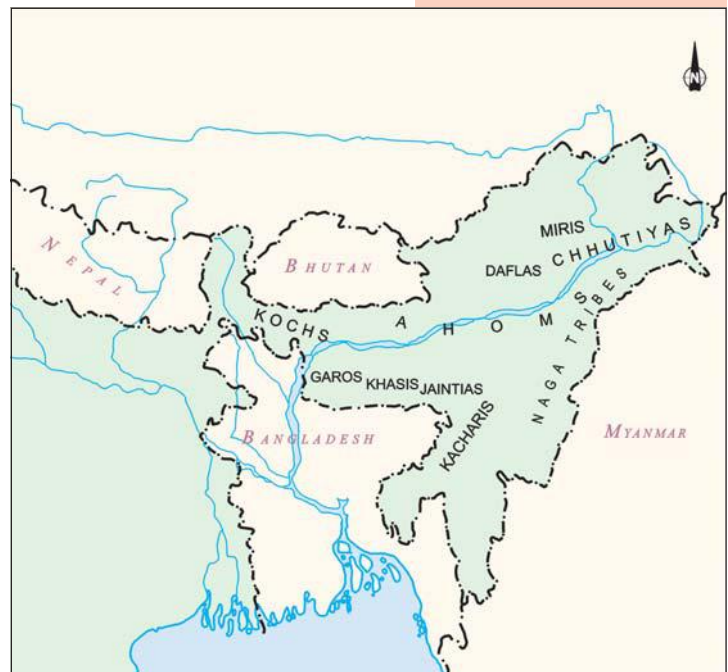 N
NEPAL
BHUTAN
MIRIS
CHHUTIYAS
DAFLAS
KOCHS
AHOMS
NAGA TRIBES
GAROS
KHASIS
JAINTIAS
BANGLADESH
KACHARIS
MYANMAR